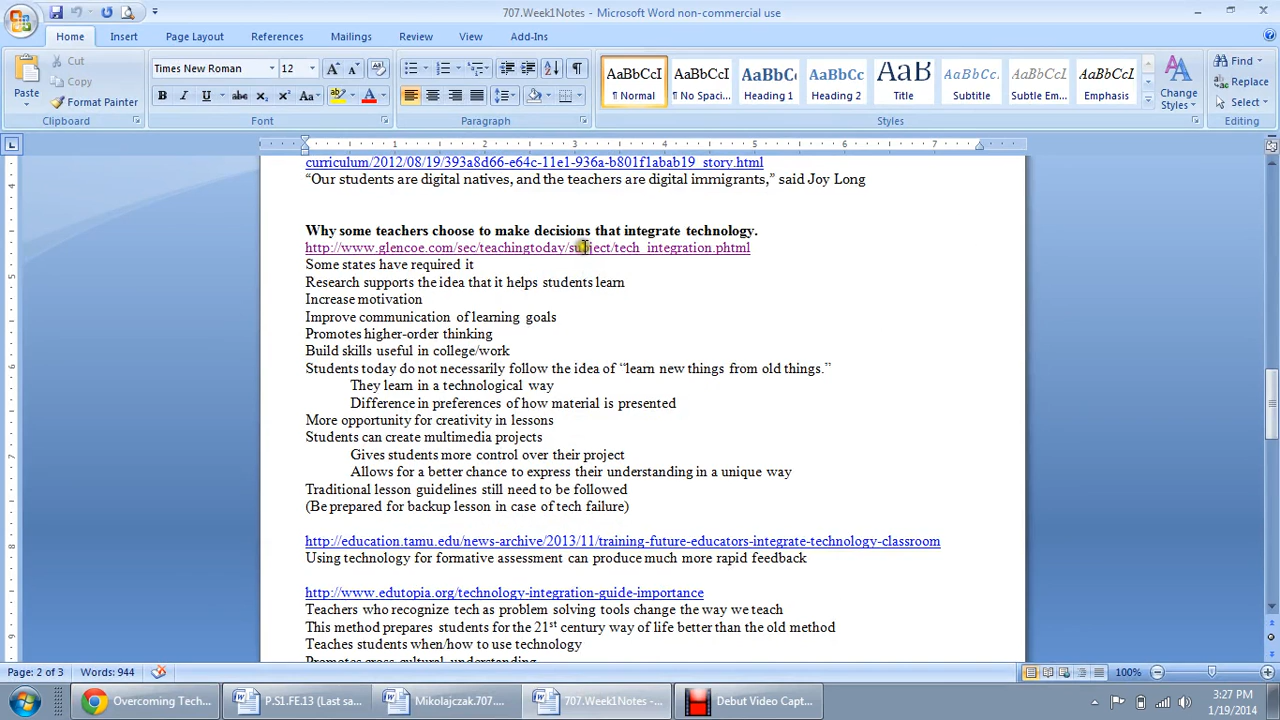 707.Week1Notes - Microsoft Word non-commercial use
Home Insert Page Layout References Mailings Review View Add-Ins
Paste
Cut
Copy
Format Painter
Clipboard
Times New Roman 12
Font
Paragraph
AaBbCcI AaBbCcI AaBbCc AaBbCc AaB AaBbCcI AaBbCcI AaBbCcI
¶ Normal ¶ No Spaci... Heading 1 Heading 2 Title Subtitle Subtle Em... Emphasis
Change Styles
Styles
Find
Replace
Select
Editing
curriculum/2012/08/19/393a8d66-e64c-11e1-936a-b801f1abab19_story.html
“Our students are digital natives, and the teachers are digital immigrants,” said Joy Long
Why some teachers choose to make decisions that integrate technology.
http://www.glencoe.com/sec/teachingtoday/subject/tech_integration.phtml
Some states have required it
Research supports the idea that it helps students learn
Increase motivation
Improve communication of learning goals
Promotes higher-order thinking
Build skills useful in college/work
Students today do not necessarily follow the idea of “learn new things from old things.”
They learn in a technological way
Difference in preferences of how material is presented
More opportunity for creativity in lessons
Students can create multimedia projects
Gives students more control over their project
Allows for a better chance to express their understanding in a unique way
Traditional lesson guidelines still need to be followed
(Be prepared for backup lesson in case of tech failure)
http://education.tamu.edu/news-archive/2013/11/training-future-educators-integrate-technology-classroom
Using technology for formative assessment can produce much more rapid feedback
http://www.edutopia.org/technology-integration-guide-importance
Teachers who recognize tech as problem solving tools change the way we teach
This method prepares students for the 21st century way of life better than the old method
Teaches students when/how to use technology
Promotes cross-cultural understanding
Page: 2 of 3 Words: 944 100%
Overcoming Tech... P.S1.FE.13 (Last sa... Mikolajczak.707.... 707.Week1Notes -... Debut Video Capt...
3:27 PM
1/19/2014